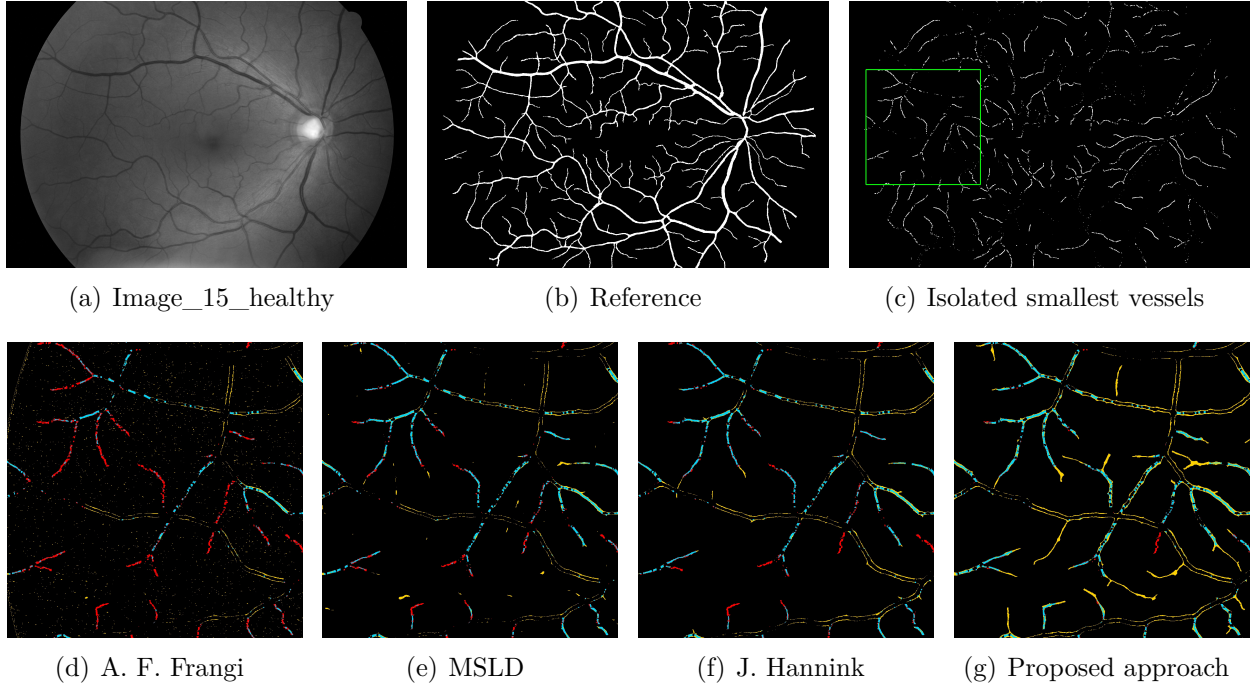 (a) Image_15_healthy
(b) Reference
(c) Isolated smallest vessels
(d) A. F. Frangi
(e) MSLD
(f) J. Hannink
(g) Proposed approach